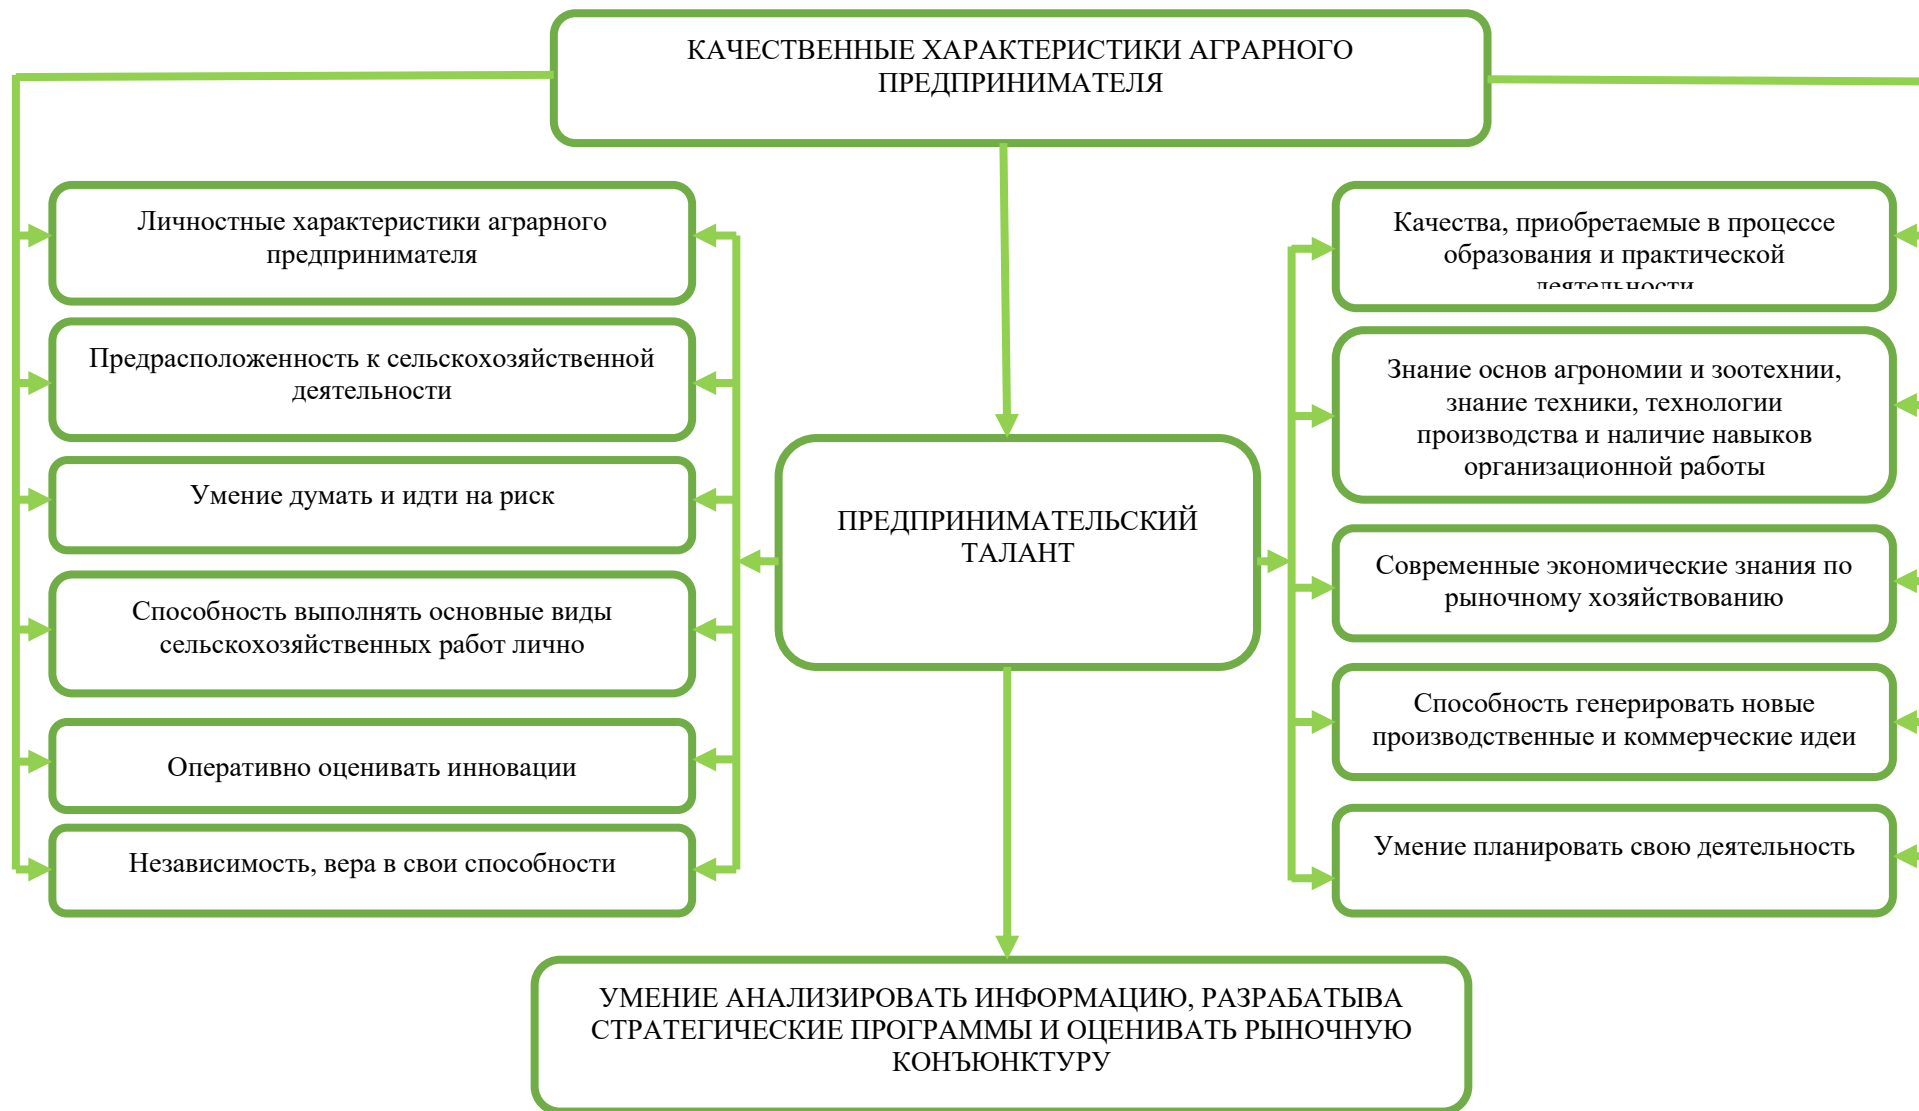 КАЧЕСТВЕННЫЕ ХАРАКТЕРИСТИКИ АГРАРНОГО
ПРЕДПРИНИМАТЕЛЯ
Личностные характеристики аграрного
предпринимателя
Предрасположенность к сельскохозяйственной
деятельности
Умение думать и идти на риск
Способность выполнять основные виды
сельскохозяйственных работ лично
Оперативно оценивать инновации
Независимость, вера в свои способности
ПРЕДПРИНИМАТЕЛЬСКИЙ
ТАЛАНТ
Качества, приобретаемые в процессе
образования и практической
деятельности
Знание основ агрономии и зоотехнии,
знание техники, технологии
производства и наличие навыков
организационной работы
Современные экономические знания по
рыночному хозяйствованию
Способность генерировать новые
производственные и коммерческие идеи
Умение планировать свою деятельность
УМЕНИЕ АНАЛИЗИРОВАТЬ ИНФОРМАЦИЮ, РАЗРАБАТЫВА
СТРАТЕГИЧЕСКИЕ ПРОГРАММЫ И ОЦЕНИВАТЬ РЫНОЧНУЮ
КОНЪЮНКТУРУ